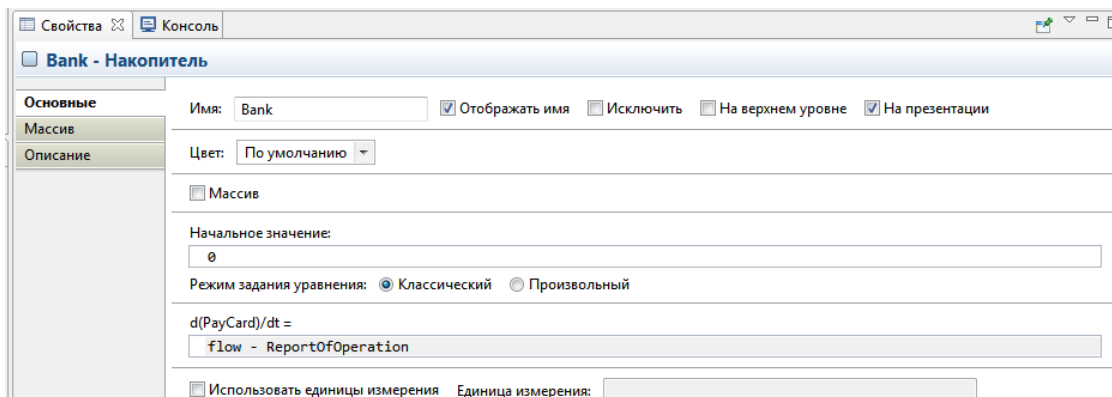 Свойства Консоль
Bank - Накопитель
Основные
Массив
Описание
Имя: Bank Отображать имя Исключить На верхнем уровне На презентации
Цвет: По умолчанию
Массив
Начальное значение:
0
Режим задания уравнения: Классический Произвольный
d(PayCard)/dt =
flow - ReportOfOperation
Использовать единицы измерения Единица измерения: